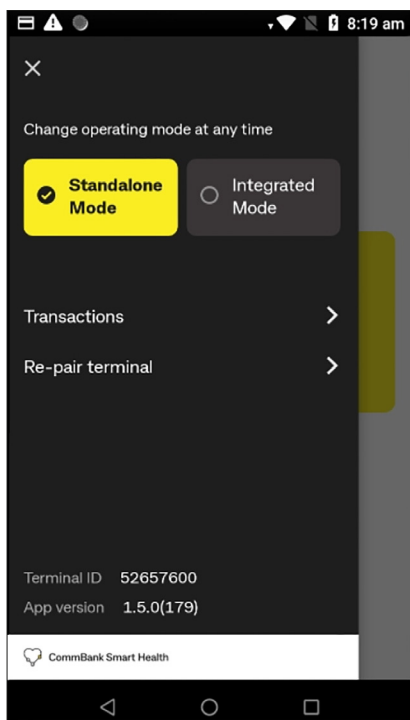 8:19 am
Change operating mode at any time
Standalone
Mode
Integrated
Mode
Transactions
Re-pair terminal
Terminal ID 52657600
App version 1.5.0(179)
CommBank Smart Health